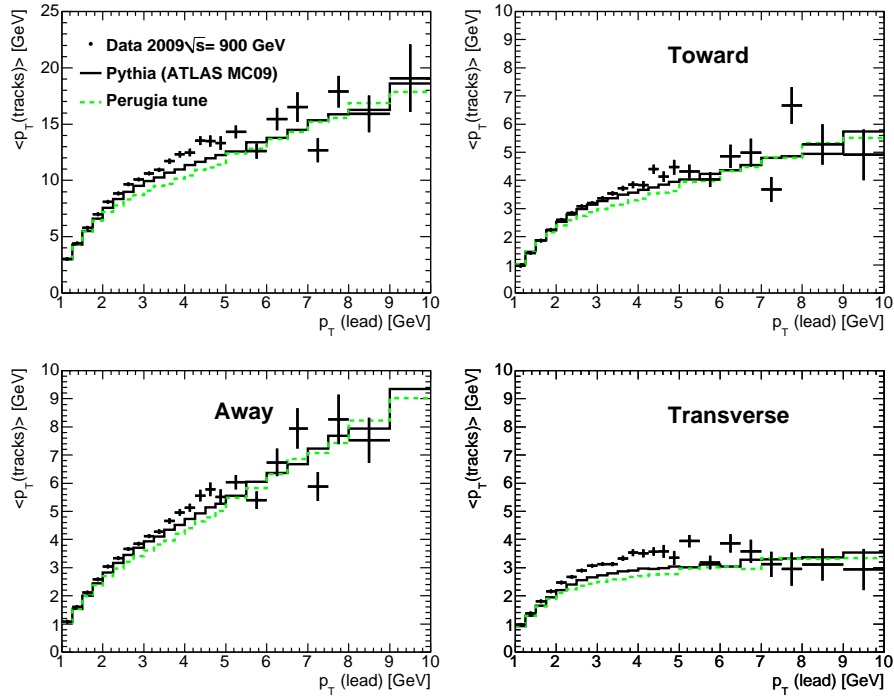 <p_T(tracks)> [GeV]
25
20
15
10
5
0
Data 2009√s= 900 GeV
Pythia (ATLAS MC09)
Perugia tune
1 2 3 4 5 6 7 8 9 10
p_T (lead) [GeV]
<p_T(tracks)> [GeV]
10
9
8
7
6
5
4
3
2
1
0
Toward
1 2 3 4 5 6 7 8 9 10
p_T (lead) [GeV]
<p_T(tracks)> [GeV]
10
9
8
7
6
5
4
3
2
1
0
Away
1 2 3 4 5 6 7 8 9 10
p_T (lead) [GeV]
<p_T(tracks)> [GeV]
10
9
8
7
6
5
4
3
2
1
0
Transverse
1 2 3 4 5 6 7 8 9 10
p_T (lead) [GeV]